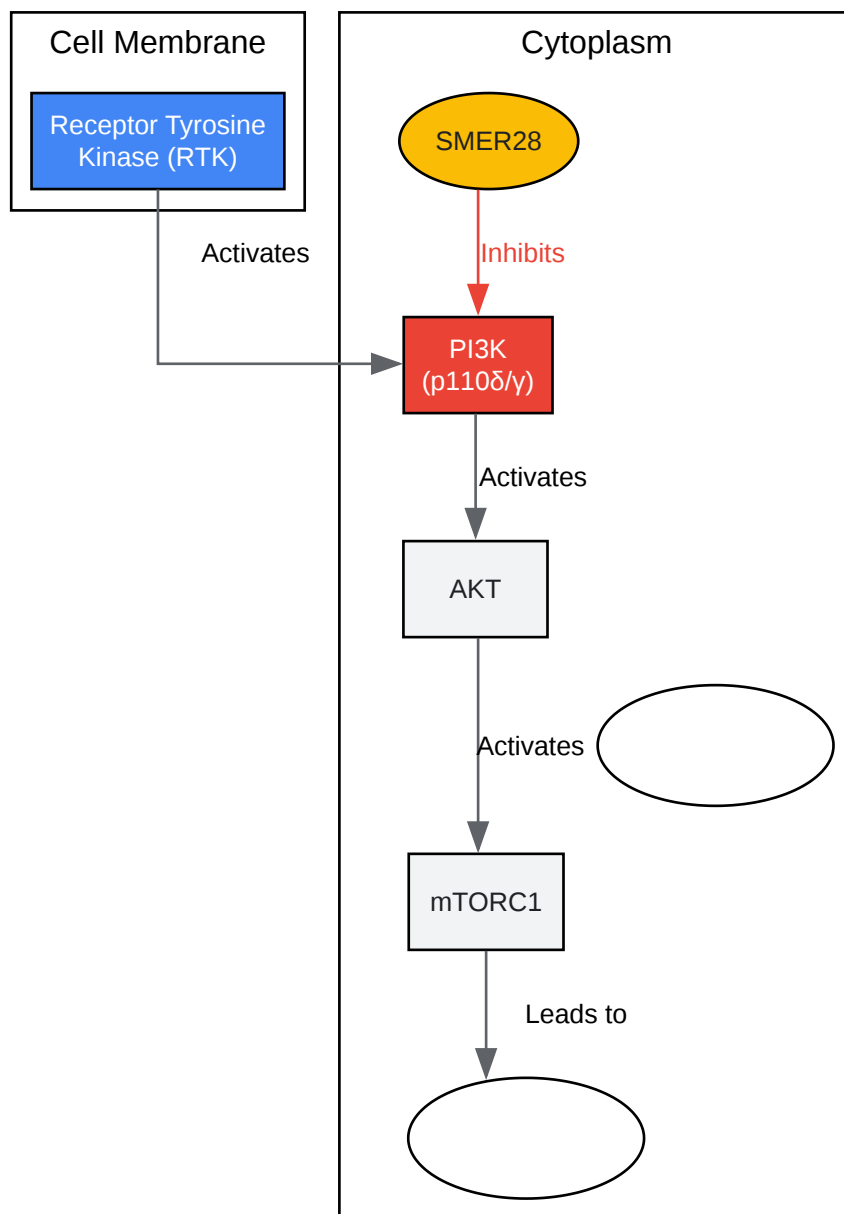 Cell Membrane
Cytoplasm
Receptor Tyrosine
Kinase (RTK)
SMER28
Activates
Inhibits
PI3K
(p110δ/γ)
Activates
AKT
Activates
mTORC1
Leads to